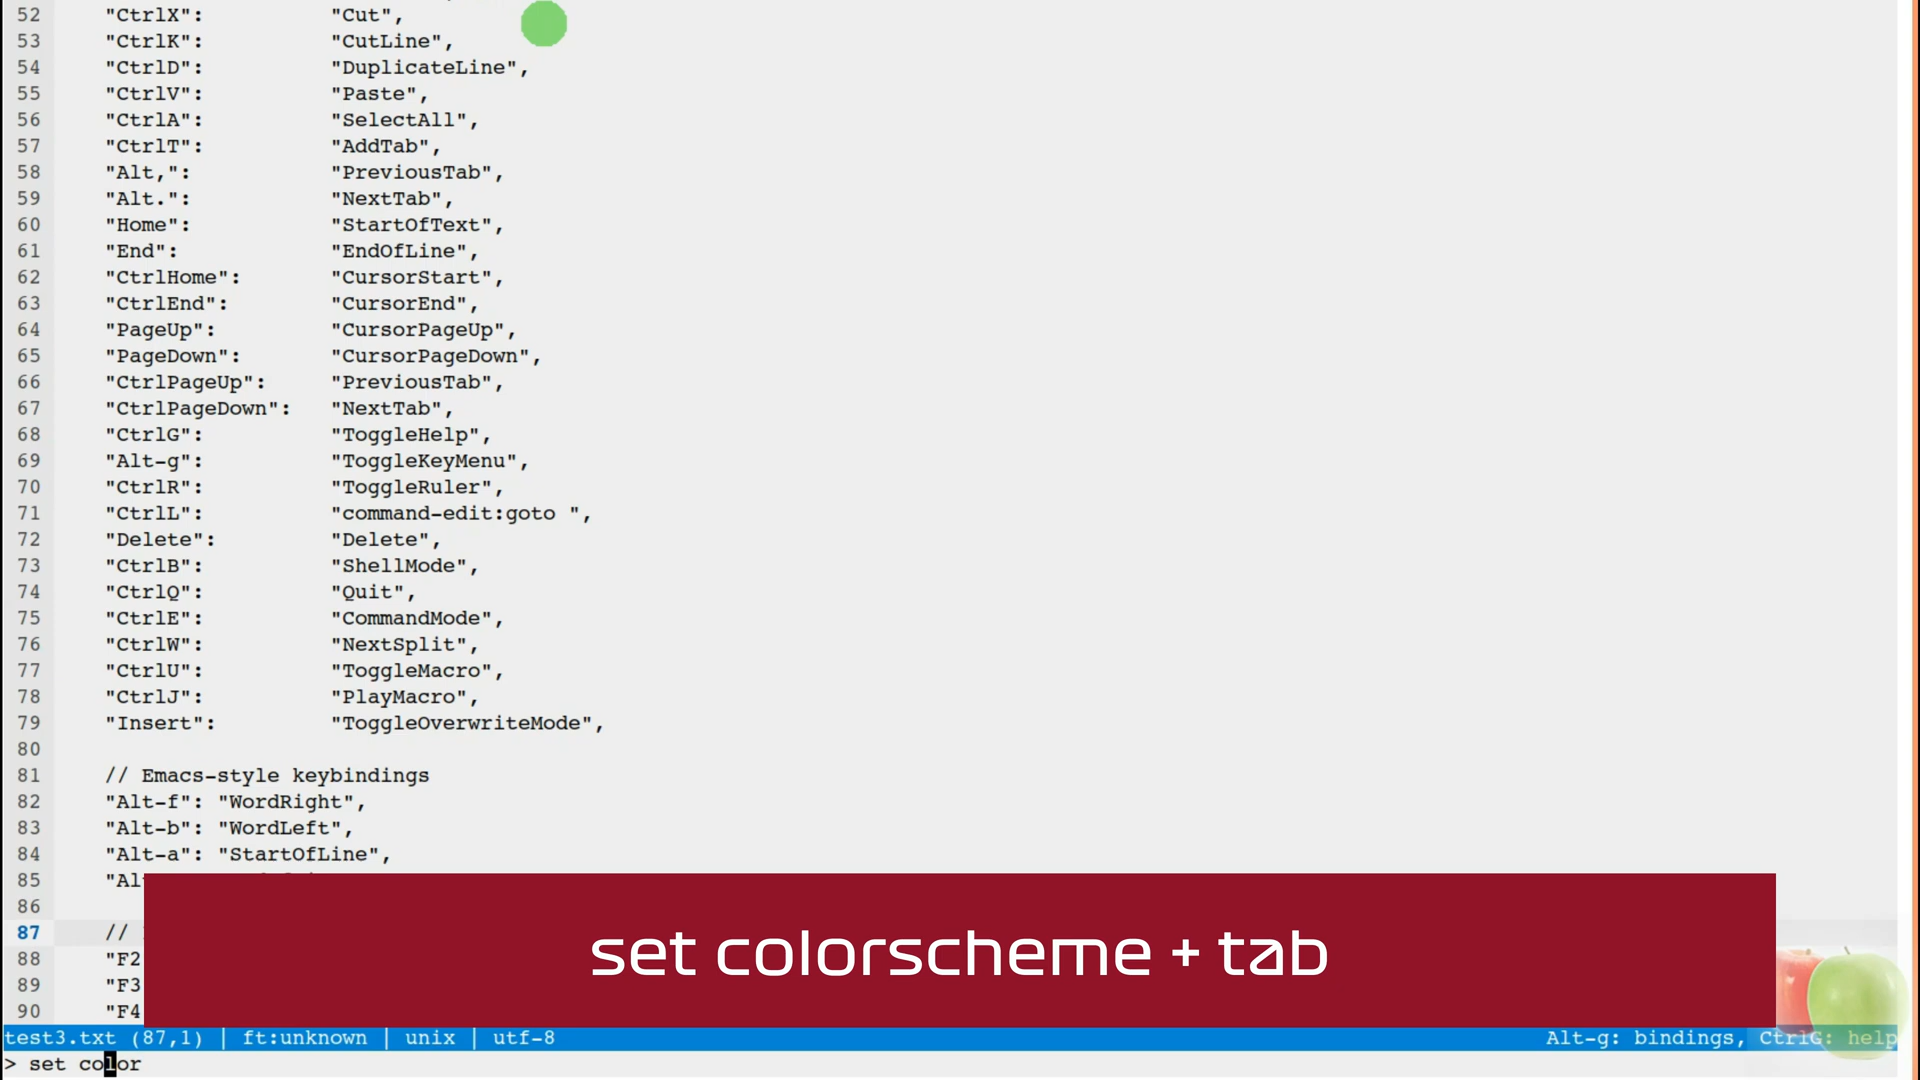 52 "CtrlX": "Cut",
53 "CtrlK": "CutLine",
54 "CtrlD": "DuplicateLine",
55 "CtrlV": "Paste",
56 "CtrlA": "SelectAll",
57 "CtrlT": "AddTab",
58 "Alt,": "PreviousTab",
59 "Alt.": "NextTab",
60 "Home": "StartOfText",
61 "End": "EndOfLine",
62 "CtrlHome": "CursorStart",
63 "CtrlEnd": "CursorEnd",
64 "PageUp": "CursorPageUp",
65 "PageDown": "CursorPageDown",
66 "CtrlPageUp": "PreviousTab",
67 "CtrlPageDown": "NextTab",
68 "CtrlG": "ToggleHelp",
69 "Alt-g": "ToggleKeyMenu",
70 "CtrlR": "ToggleRuler",
71 "CtrlL": "command-edit:goto ",
72 "Delete": "Delete",
73 "CtrlB": "ShellMode",
74 "CtrlQ": "Quit",
75 "CtrlE": "CommandMode",
76 "CtrlW": "NextSplit",
77 "CtrlU": "ToggleMacro",
78 "CtrlJ": "PlayMacro",
79 "Insert": "ToggleOverwriteMode",
80
81 // Emacs-style keybindings
82 "Alt-f": "WordRight",
83 "Alt-b": "WordLeft",
84 "Alt-a": "StartOfLine",
85 "Al
86
87 //
88 "F2
89 "F3
90 "F4
set colorscheme + tab
test3.txt (87,1) | ft:unknown | unix | utf-8 Alt-g: bindings, CtrlG: help
> set color